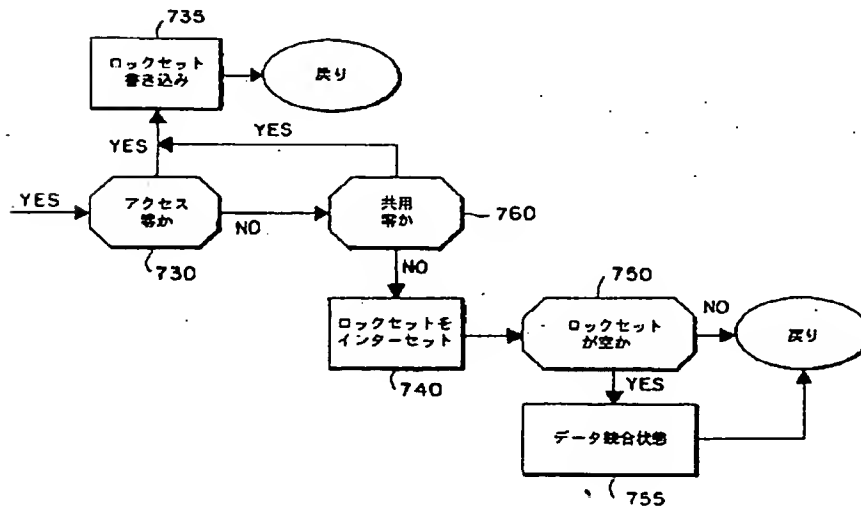 735
ロックセット
書き込み
戻り
YES
YES
YES
アクセス
零か
NO
共用
零か
760
730
NO
750
ロックセットを
インターセット
ロックセット
が空か
NO
戻り
740
YES
データ競合状態
755